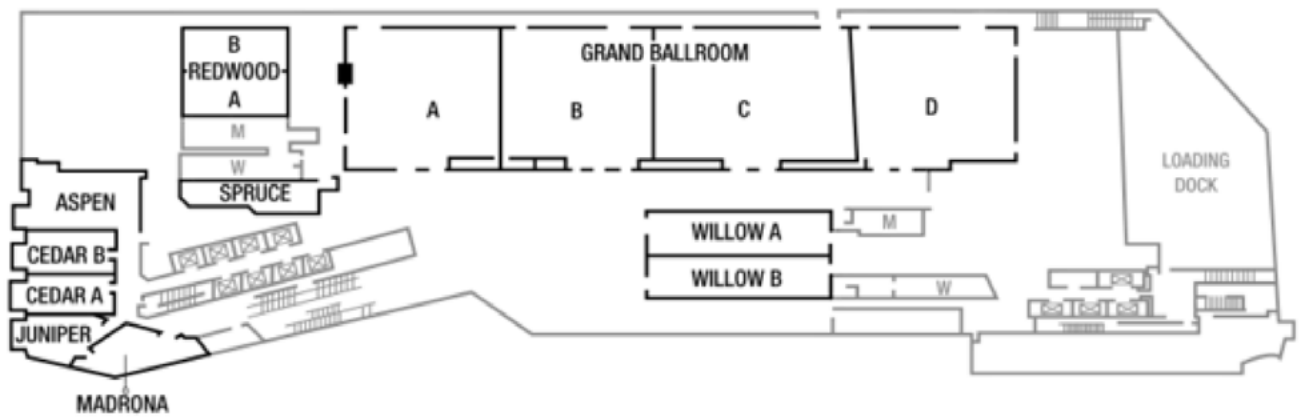 B
REDWOOD
A
M
W
SPRUCE
GRAND BALLROOM
A
B
C
D
LOADING
DOCK
ASPEN
CEDAR B
CEDAR A
JUNIPER
MADRONA
WILLOW A
WILLOW B
M
W